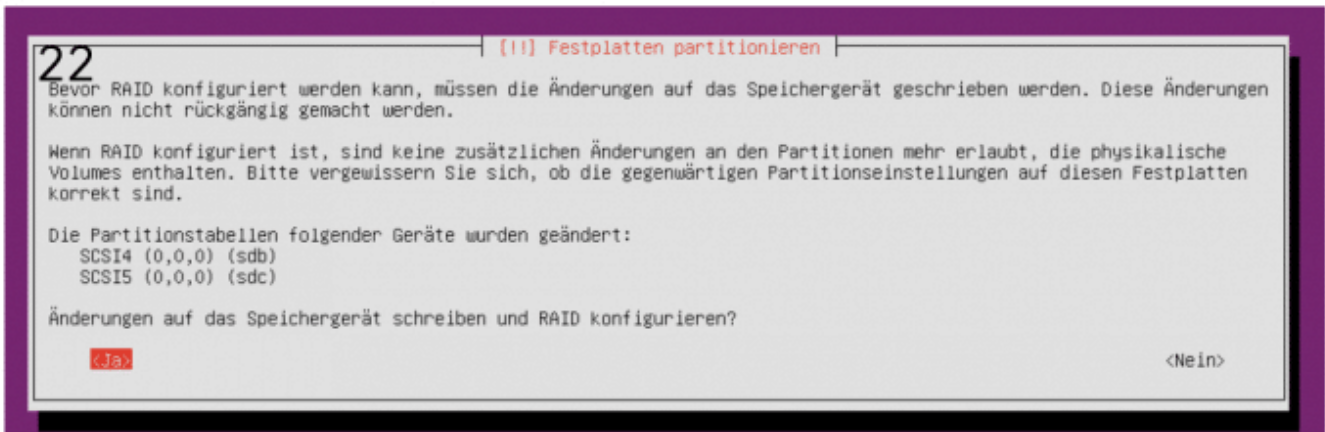 [!!] Festplatten partitionieren
22
Bevor RAID konfiguriert werden kann, müssen die Änderungen auf das Speichergerät geschrieben werden. Diese Änderungen
können nicht rückgängig gemacht werden.
Wenn RAID konfiguriert ist, sind keine zusätzlichen Änderungen an den Partitionen mehr erlaubt, die physikalische
Volumes enthalten. Bitte vergewissern Sie sich, ob die gegenwärtigen Partitionseinstellungen auf diesen Festplatten
korrekt sind.
Die Partitionstabellen folgender Geräte wurden geändert:
SCSI4 (0,0,0) (sdb)
SCSI5 (0,0,0) (sdc)
Änderungen auf das Speichergerät schreiben und RAID konfigurieren?
<Ja> <Nein>